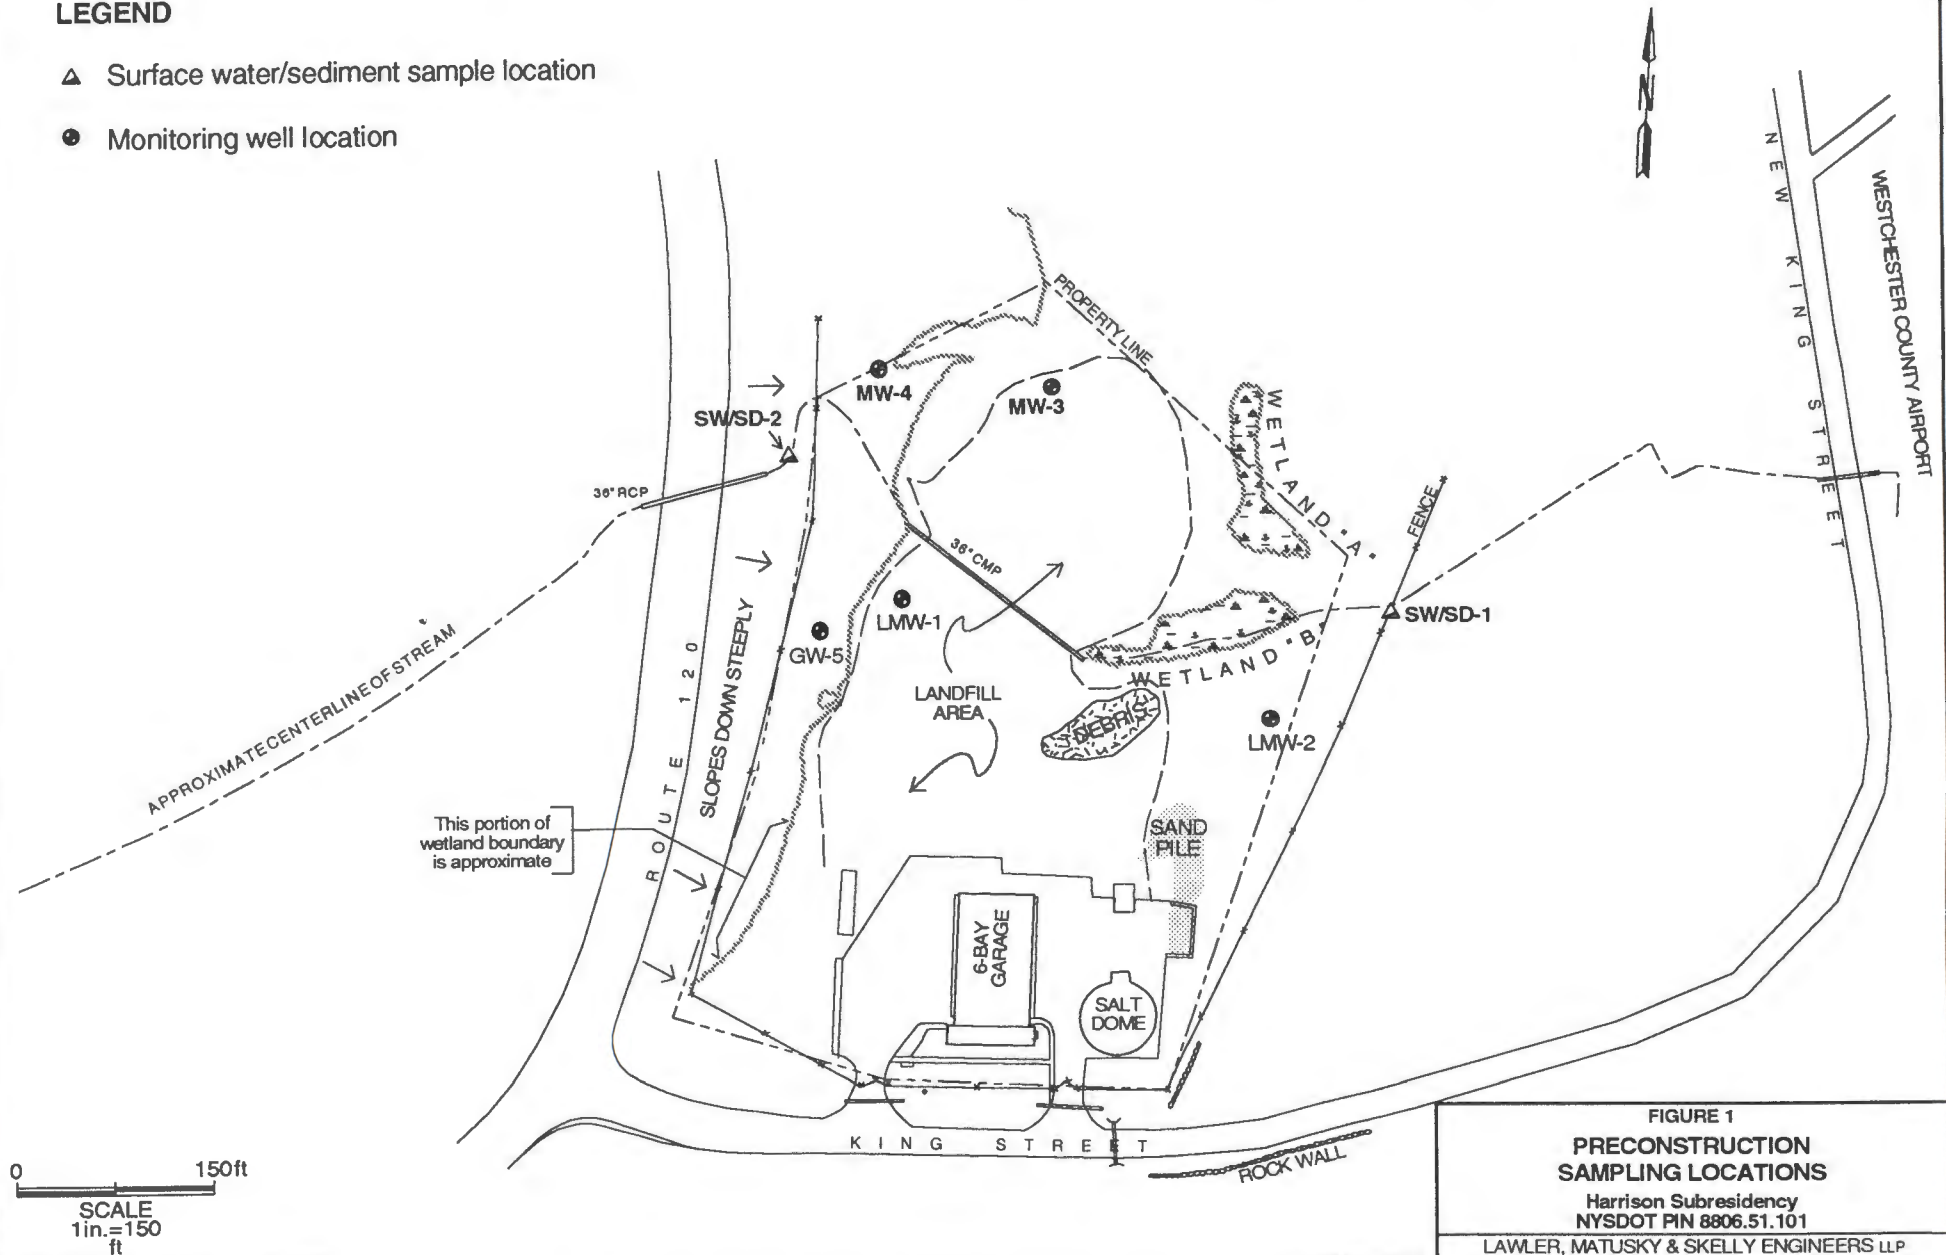 LEGEND
Surface water/sediment sample location
Monitoring well location
N
NEW KING STREET
WESTCHESTER COUNTY AIRPORT
PROPERTY LINE
MW-4
MW-3
SW/SD-2
WETLAND "A"
36" RCP
FENCE
36" CMP
SW/SD-1
LMW-1
GW-5
WETLAND "B"
APPROXIMATE CENTERLINE OF STREAM
ROUTE 120
SLOPES DOWN STEEPLY
LANDFILL
AREA
DEBRIS
LMW-2
This portion of
wetland boundary
is approximate
SAND
PILE
6-BAY
GARAGE
SALT
DOME
KING STREET
ROCK WALL
0 150ft
SCALE
1in.=150
ft
FIGURE 1
PRECONSTRUCTION
SAMPLING LOCATIONS
Harrison Subresidency
NYSDOT PIN 8806.51.101
LAWLER, MATUSKY & SKELLY ENGINEERS LLP